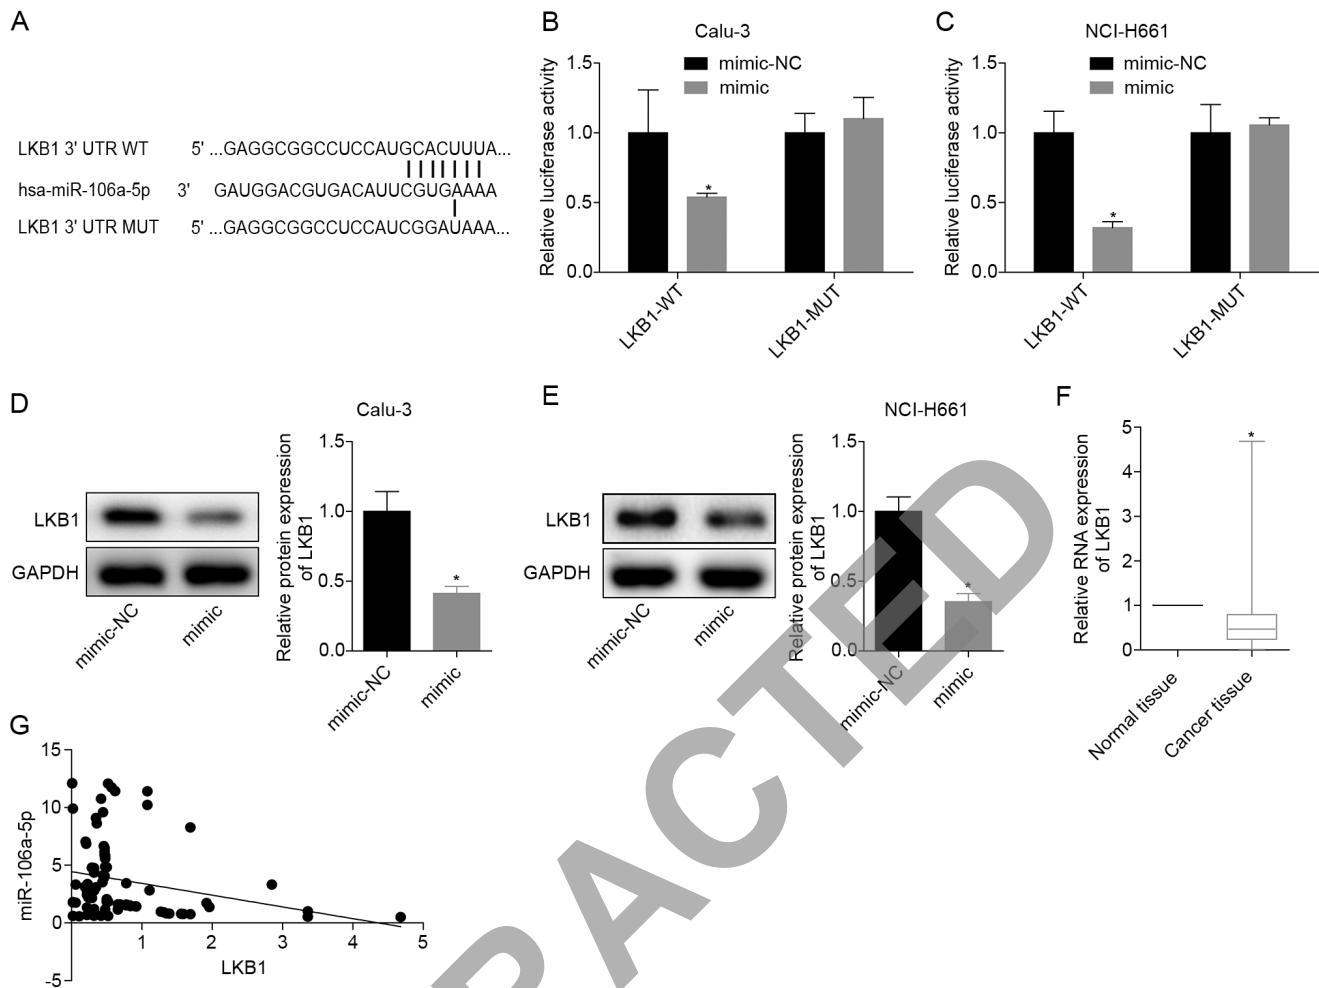 A
LKB1 3' UTR WT 5' ...GAGGCGGCCUCCAUGCACUUUA...
hsa-miR-106a-5p 3' GAUGGACGUGACAUUCGUGAAAA
LKB1 3' UTR MUT 5' ...GAGGCGGCCUCCAUCGGAUAAA...
B
Calu-3
mimic-NC
mimic
Relative luciferase activity
1.5
1.0
0.5
0.0
*
LKB1-WT
LKB1-MUT
C
NCI-H661
mimic-NC
mimic
Relative luciferase activity
1.5
1.0
0.5
0.0
*
LKB1-WT
LKB1-MUT
D
LKB1
GAPDH
mimic-NC
mimic
Calu-3
Relative protein expression
of LKB1
1.5
1.0
0.5
0.0
*
mimic-NC
mimic
E
LKB1
GAPDH
mimic-NC
mimic
NCI-H661
Relative protein expression
of LKB1
1.5
1.0
0.5
0.0
*
mimic-NC
mimic
F
Relative RNA expression
of LKB1
5
4
3
2
1
0
*
Normal tissue
Cancer tissue
G
miR-106a-5p
15
10
5
0
-5
1 2 3 4 5
LKB1
RACTED